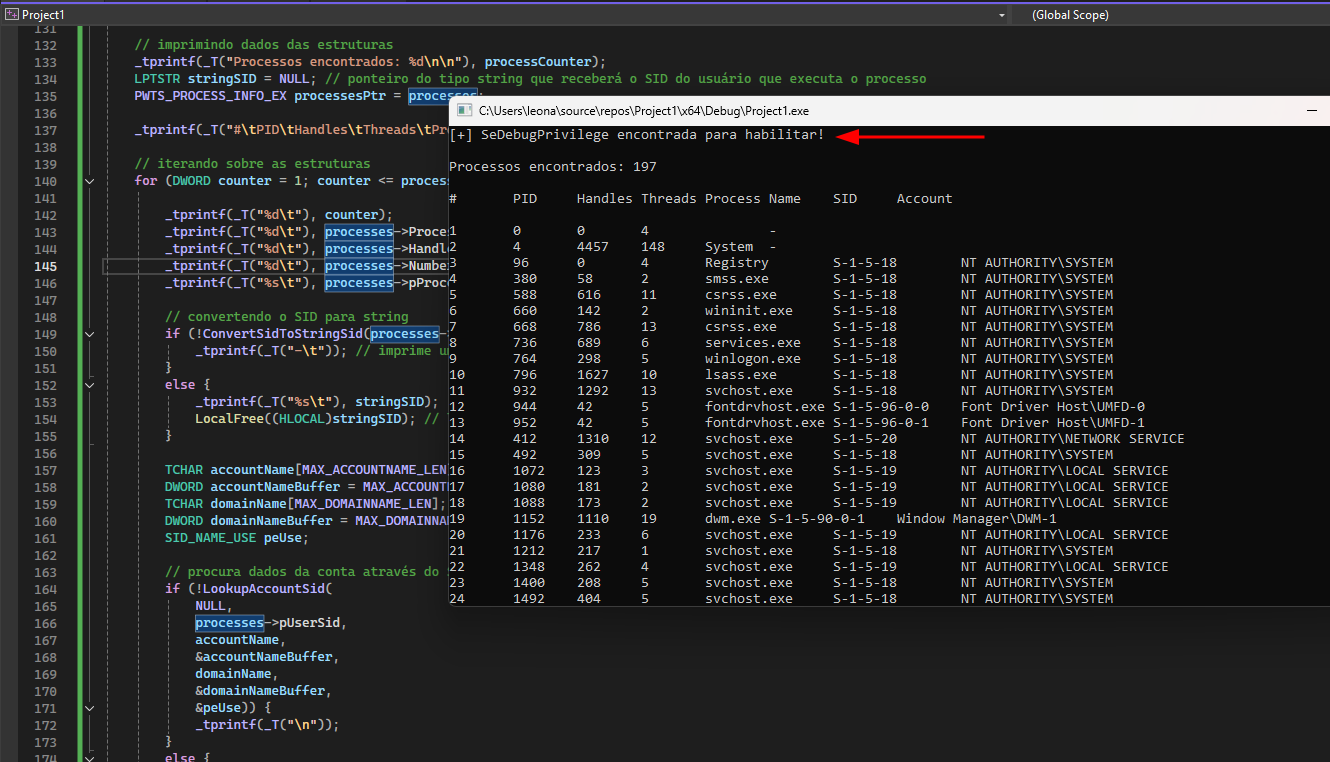 Project1
(Global Scope)
131
132 // imprimindo dados das estruturas
133 _tprintf(_T("Processos encontrados: %d\n\n"), processCounter);
134 LPTSTR stringSID = NULL; // ponteiro do tipo string que receberá o SID do usuário que executa o processo
135 PWTS_PROCESS_INFO_EX processesPtr = processes;
136
137 _tprintf(_T("#\tPID\tHandles\tThreads\tPr
138
139 // iterando sobre as estruturas
140 for (DWORD counter = 1; counter <= proces
141
142 _tprintf(_T("%d\t"), counter);
143 _tprintf(_T("%d\t"), processes->Proces
144 _tprintf(_T("%d\t"), processes->Handl
145 _tprintf(_T("%d\t"), processes->Number
146 _tprintf(_T("%s\t"), processes->pProc
147
148 // convertendo o SID para string
149 if (!ConvertSidToStringSid(processes-
150 _tprintf(_T("-\t")); // imprime u
151 }
152 else {
153 _tprintf(_T("%s\t"), stringSID);
154 LocalFree((HLOCAL)stringSID); //
155 }
156
157 TCHAR accountName[MAX_ACCOUNTNAME_LEN
158 DWORD accountNameBuffer = MAX_ACCOUNT
159 TCHAR domainName[MAX_DOMAINNAME_LEN];
160 DWORD domainNameBuffer = MAX_DOMAINNA
161 SID_NAME_USE peUse;
162
163 // procura dados da conta através do
164 if (!LookupAccountSid(
165 NULL,
166 processes->pUserSid,
167 accountName,
168 &accountNameBuffer,
169 domainName,
170 &domainNameBuffer,
171 &peUse)) {
172 _tprintf(_T("\n"));
173 }
174 else {
C:\Users\leona\source\repos\Project1\x64\Debug\Project1.exe
[+] SeDebugPrivilege encontrada para habilitar!
Processos encontrados: 197
# PID Handles Threads Process Name SID Account
1 0 0 4 -
2 4 4457 148 System -
3 96 0 4 Registry S-1-5-18 NT AUTHORITY\SYSTEM
4 380 58 2 smss.exe S-1-5-18 NT AUTHORITY\SYSTEM
5 588 616 11 csrss.exe S-1-5-18 NT AUTHORITY\SYSTEM
6 660 142 2 wininit.exe S-1-5-18 NT AUTHORITY\SYSTEM
7 668 786 13 csrss.exe S-1-5-18 NT AUTHORITY\SYSTEM
8 736 689 6 services.exe S-1-5-18 NT AUTHORITY\SYSTEM
9 764 298 5 winlogon.exe S-1-5-18 NT AUTHORITY\SYSTEM
10 796 1627 10 lsass.exe S-1-5-18 NT AUTHORITY\SYSTEM
11 932 1292 13 svchost.exe S-1-5-18 NT AUTHORITY\SYSTEM
12 944 42 5 fontdrvhost.exe S-1-5-96-0-0 Font Driver Host\UMFD-0
13 952 42 5 fontdrvhost.exe S-1-5-96-0-1 Font Driver Host\UMFD-1
14 412 1310 12 svchost.exe S-1-5-20 NT AUTHORITY\NETWORK SERVICE
15 492 309 5 svchost.exe S-1-5-18 NT AUTHORITY\SYSTEM
16 1072 123 3 svchost.exe S-1-5-19 NT AUTHORITY\LOCAL SERVICE
17 1080 181 2 svchost.exe S-1-5-19 NT AUTHORITY\LOCAL SERVICE
18 1088 173 2 svchost.exe S-1-5-19 NT AUTHORITY\LOCAL SERVICE
19 1152 1110 19 dwm.exe S-1-5-90-0-1 Window Manager\DWM-1
20 1176 233 6 svchost.exe S-1-5-19 NT AUTHORITY\LOCAL SERVICE
21 1212 217 1 svchost.exe S-1-5-18 NT AUTHORITY\SYSTEM
22 1348 262 4 svchost.exe S-1-5-19 NT AUTHORITY\LOCAL SERVICE
23 1400 208 5 svchost.exe S-1-5-18 NT AUTHORITY\SYSTEM
24 1492 404 5 svchost.exe S-1-5-18 NT AUTHORITY\SYSTEM